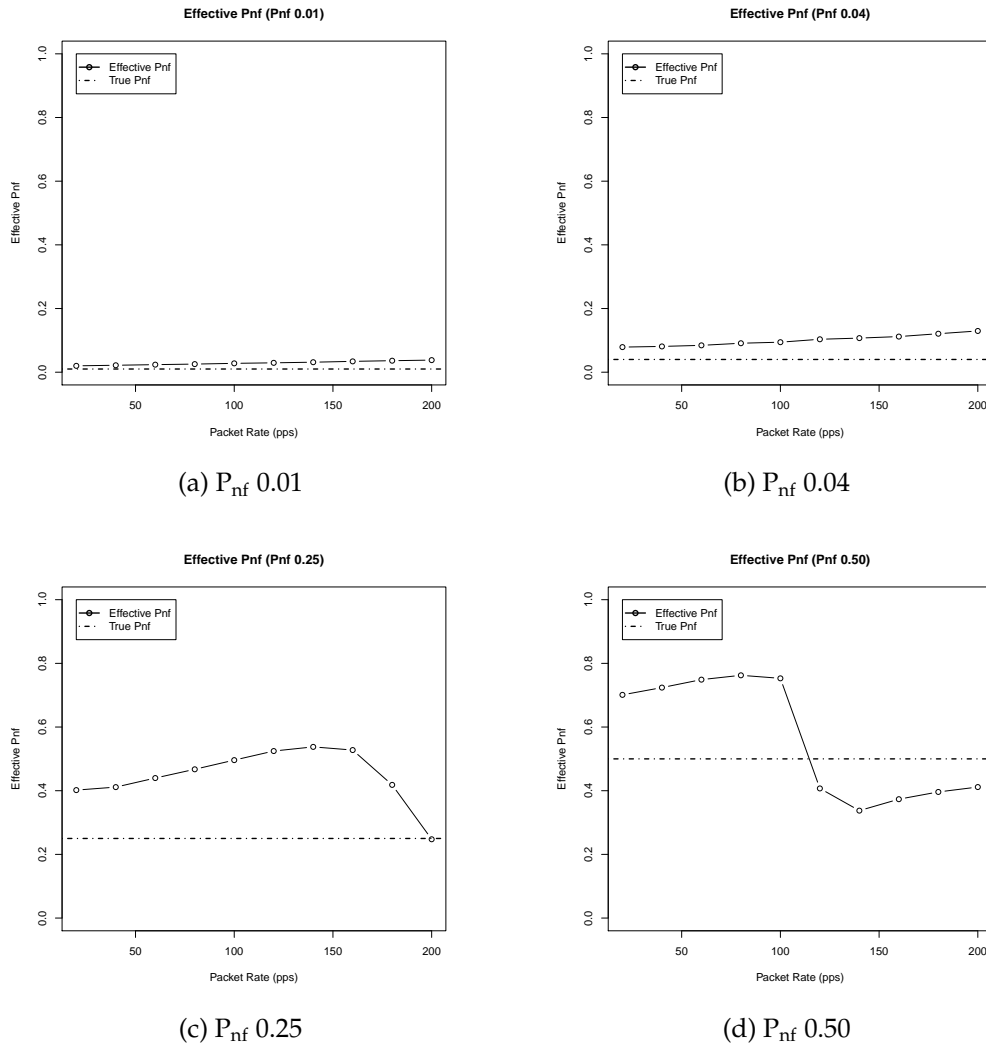 Effective Pnf (Pnf 0.01)
Effective Pnf
True Pnf
Effective Pnf
0.0 0.2 0.4 0.6 0.8 1.0
50 100 150 200
Packet Rate (pps)
(a) Pnf 0.01
Effective Pnf (Pnf 0.04)
Effective Pnf
True Pnf
Effective Pnf
0.0 0.2 0.4 0.6 0.8 1.0
50 100 150 200
Packet Rate (pps)
(b) Pnf 0.04
Effective Pnf (Pnf 0.25)
Effective Pnf
True Pnf
Effective Pnf
0.0 0.2 0.4 0.6 0.8 1.0
50 100 150 200
Packet Rate (pps)
(c) Pnf 0.25
Effective Pnf (Pnf 0.50)
Effective Pnf
True Pnf
Effective Pnf
0.0 0.2 0.4 0.6 0.8 1.0
50 100 150 200
Packet Rate (pps)
(d) Pnf 0.50